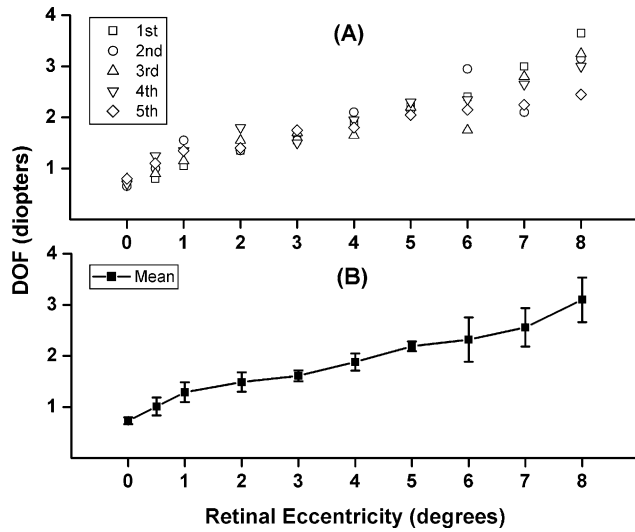 4
(A)
1st
2nd
3rd
4th
5th
3
2
1
0 1 2 3 4 5 6 7 8
DOF (diopters)
4
Mean
(B)
3
2
1
0 1 2 3 4 5 6 7 8
Retinal Eccentricity (degrees)